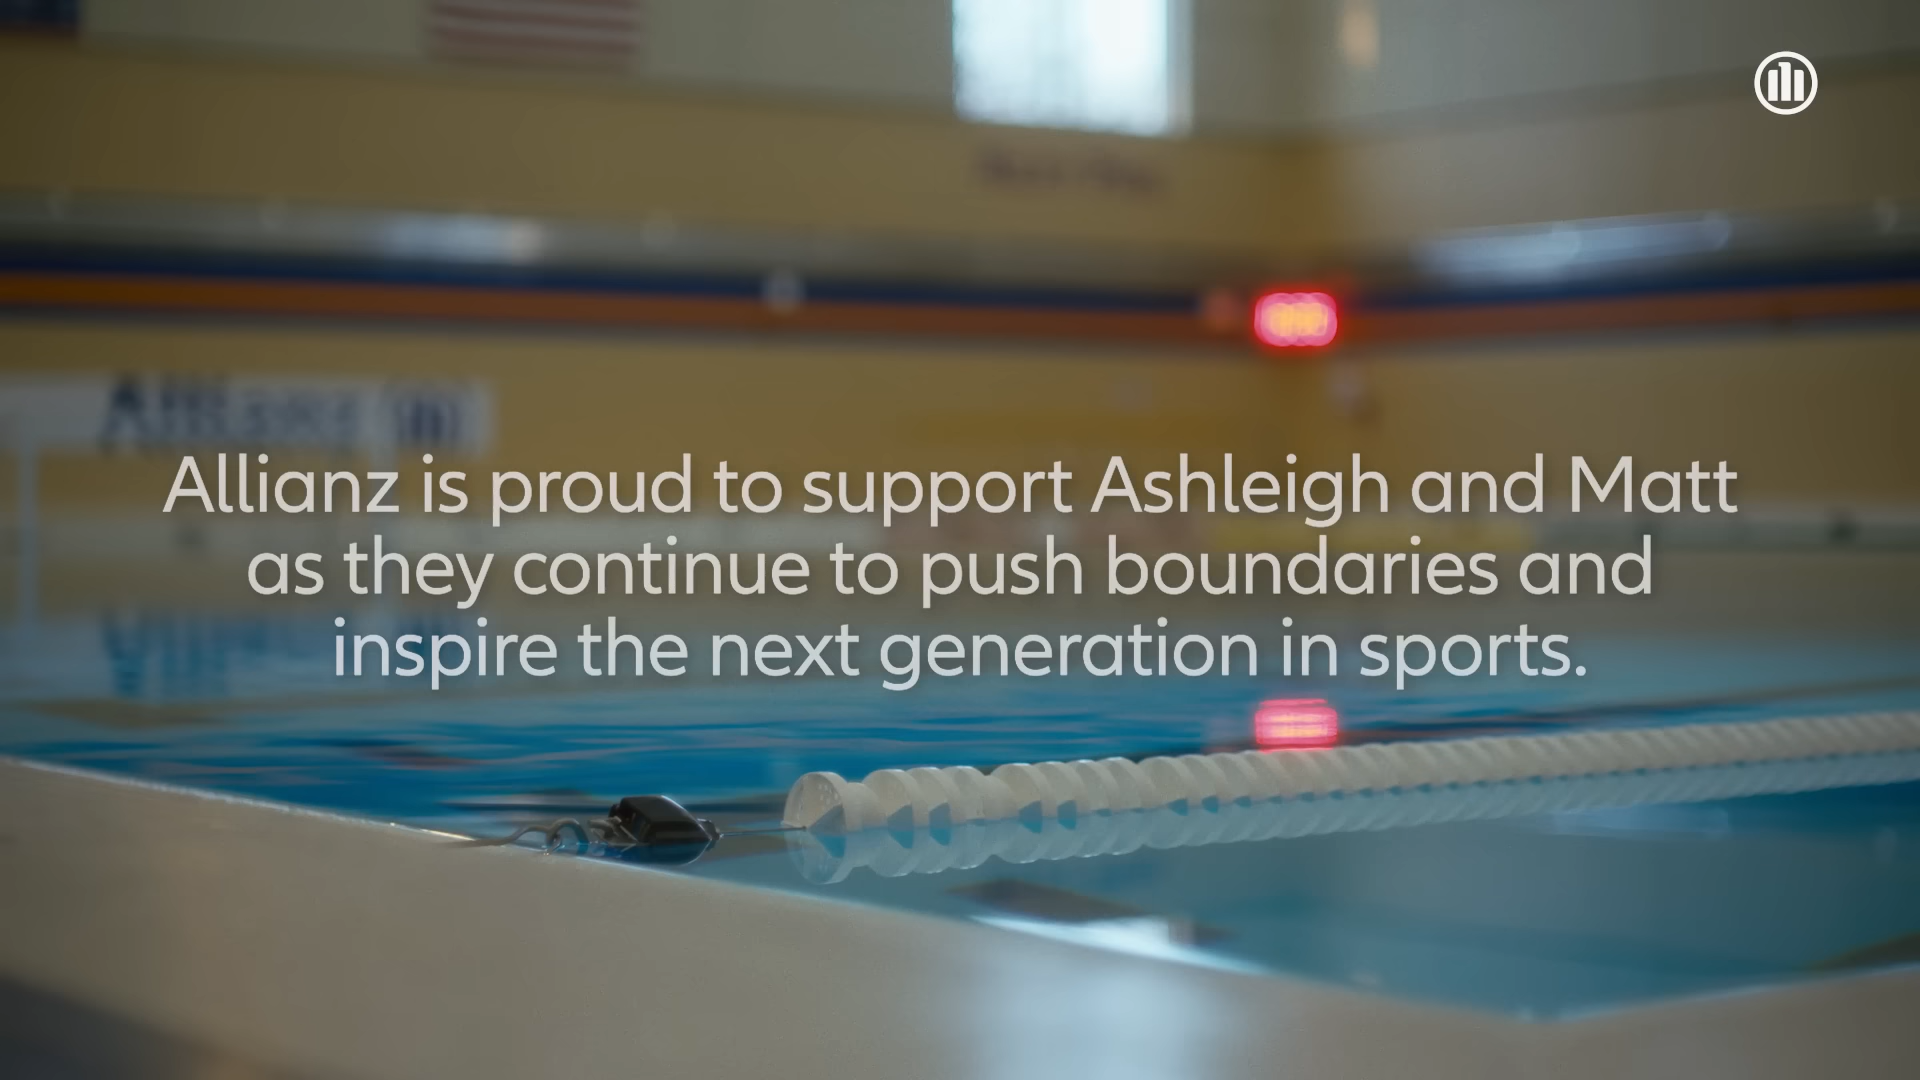 Allianz
Allianz is proud to support Ashleigh and Matt
as they continue to push boundaries and
inspire the next generation in sports.